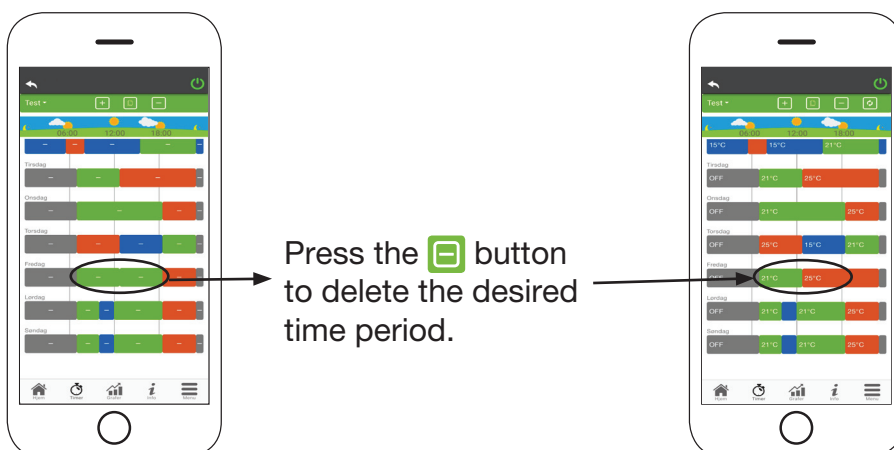 Test
06:00 12:00 18:00
– – – – –
Tirsdag
– – – –
Onsdag
– – – –
Torsdag
– – – – –
Fredag
– – – – –
Lørdag
– – – – – –
Søndag
– – – – – –
Hjem Timer Grafer Info Menu
Press the button
to delete the desired
time period.
Test
06:00 12:00 18:00
15°C 15°C 21°C
Tirsdag
OFF 21°C 25°C
Onsdag
OFF 21°C 25°C
Torsdag
OFF 25°C 15°C 21°C
Fredag
OFF 21°C 25°C
Lørdag
OFF 21°C 21°C 25°C
Søndag
OFF 21°C 21°C 25°C
Hjem Timer Grafer Info Menu